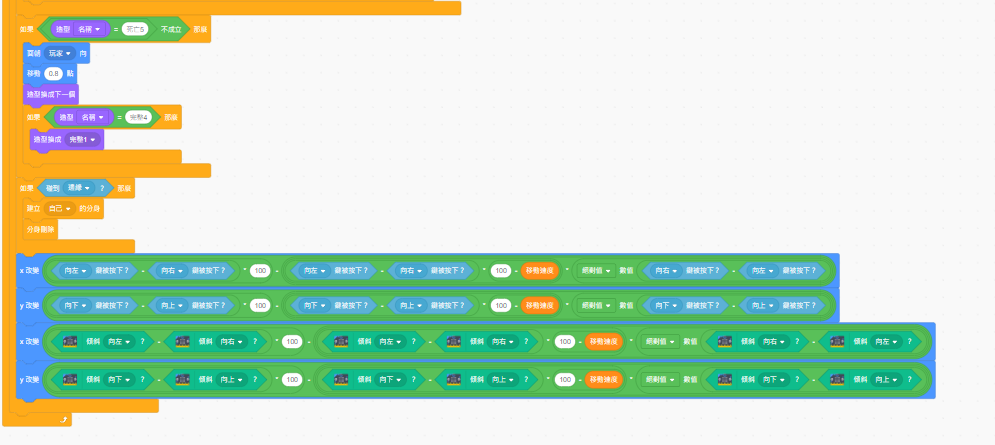 如果 造型 名稱 = 死亡5 不成立 那麼
面朝 玩家 向
移動 0.8 點
造型換成下一個
如果 造型 名稱 = 完整4 那麼
造型換成 完整1
如果 碰到 邊緣 ? 那麼
建立 自己 的分身
分身刪除
x 改變 向左 鍵被按下? - 向右 鍵被按下? * 100 - 向左 鍵被按下? - 向右 鍵被按下? * 100 - 移動速度 * 絕對值 數值 向右 鍵被按下? - 向左 鍵被按下?
y 改變 向下 鍵被按下? - 向上 鍵被按下? * 100 - 向下 鍵被按下? - 向上 鍵被按下? * 100 - 移動速度 * 絕對值 數值 向下 鍵被按下? - 向上 鍵被按下?
x 改變 傾斜 向左 ? - 傾斜 向右 ? * 100 - 傾斜 向左 ? - 傾斜 向右 ? * 100 - 移動速度 * 絕對值 數值 傾斜 向右 ? - 傾斜 向左 ?
y 改變 傾斜 向下 ? - 傾斜 向上 ? * 100 - 傾斜 向下 ? - 傾斜 向上 ? * 100 - 移動速度 * 絕對值 數值 傾斜 向下 ? - 傾斜 向上 ?